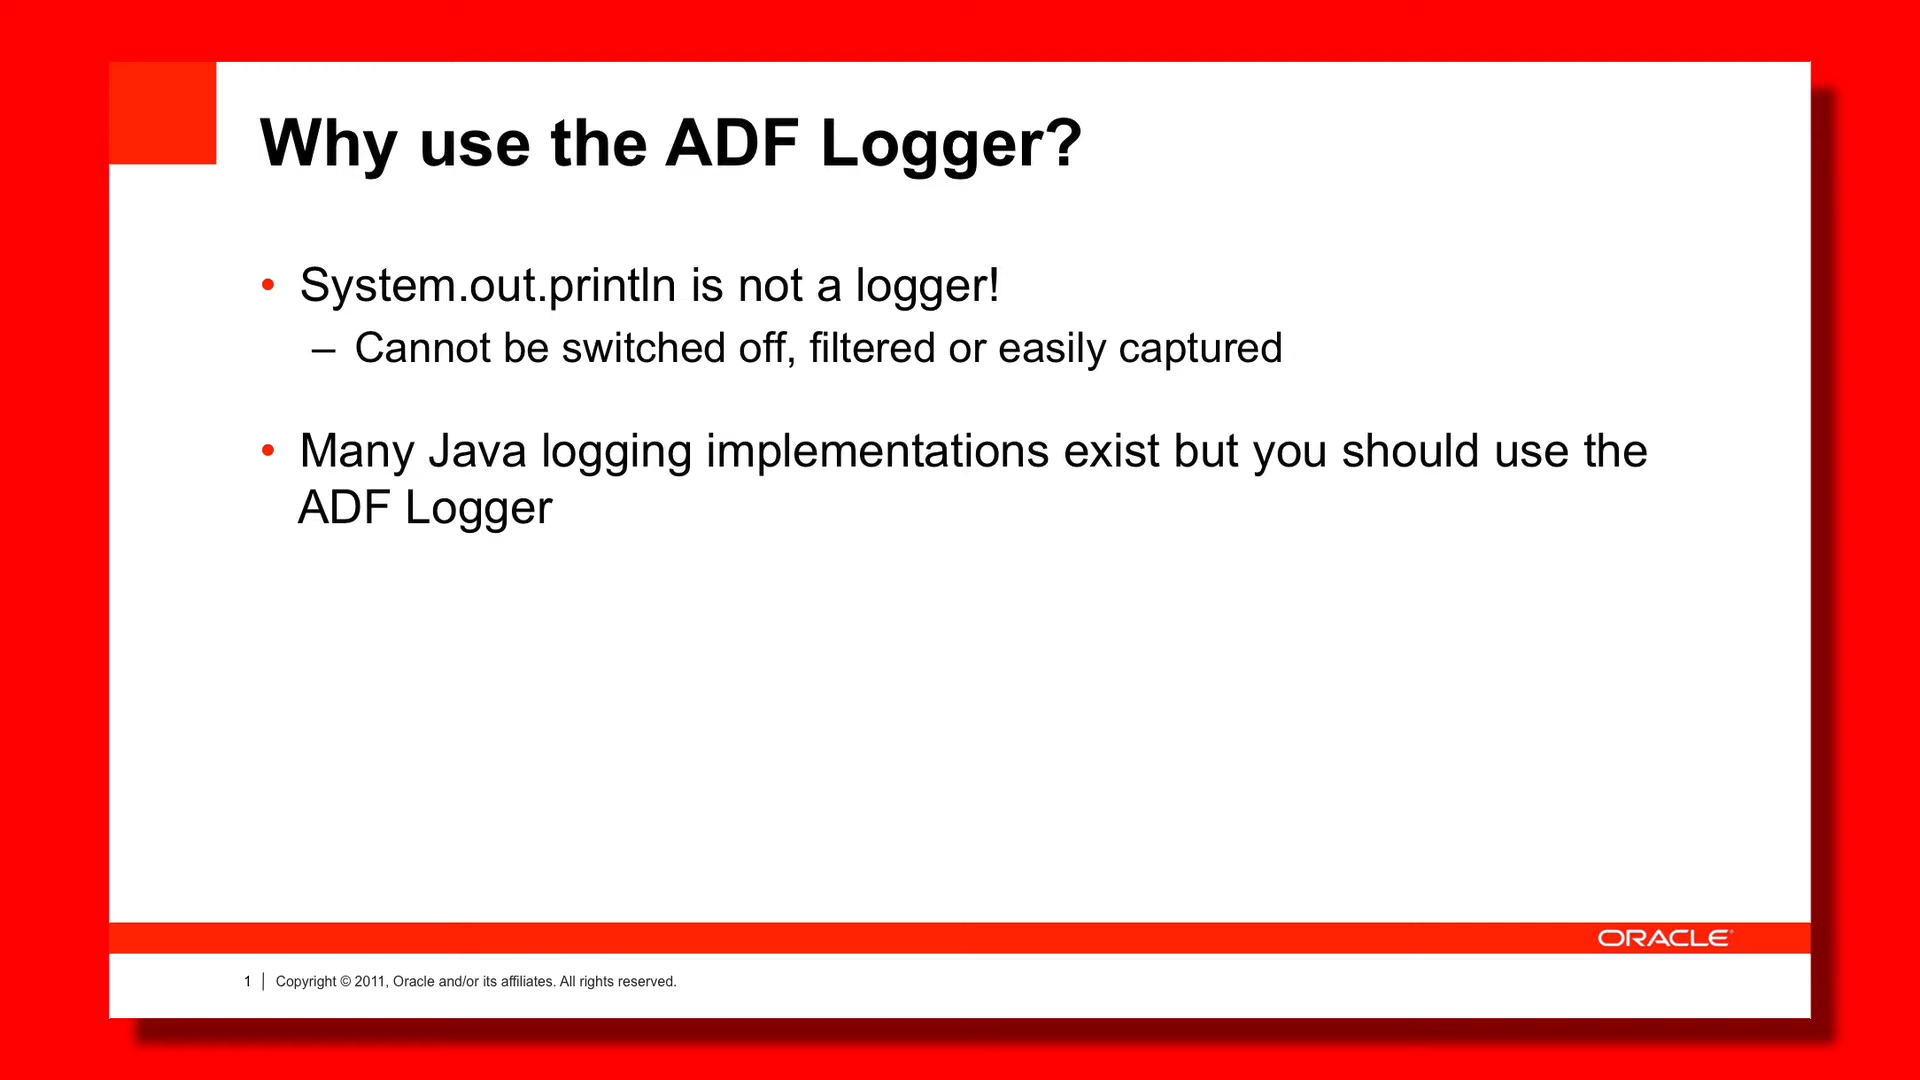 Why use the ADF Logger?
• System.out.println is not a logger!
– Cannot be switched off, filtered or easily captured
• Many Java logging implementations exist but you should use the
ADF Logger
ORACLE
1 | Copyright © 2011, Oracle and/or its affiliates. All rights reserved.